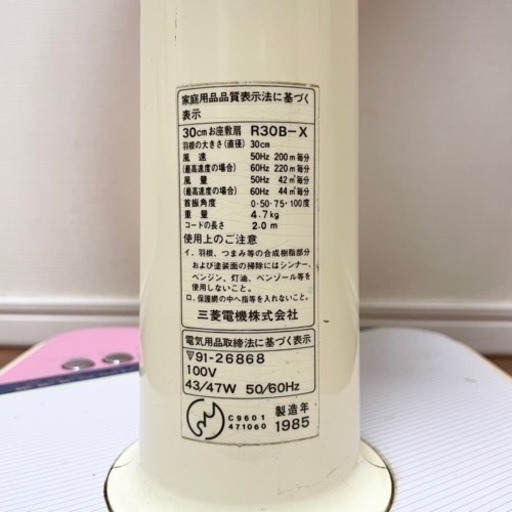 家庭用品品質表示法に基づく
表示
30cmお座敷扇 R30B-X
羽根の大きさ(直径) 30cm
風 速 50Hz 200m毎分
(最高速度の場合) 60Hz 220m毎分
風 量 50Hz 42m³毎分
(最高速度の場合) 60Hz 44m³毎分
首振角度 0·50·75·100度
重 量 4.7kg
コードの長さ 2.0m
使用上のご注意
イ.羽根、つまみ等の合成樹脂部分
および塗装面の掃除にはシンナー、
ベンジン、灯油、ベンゾール等を
使用しないこと。
ロ.保護網の中へ指等を入れないこと。
三菱電機株式会社
電気用品取締法に基づく表示
▽91-26868
100V
43/47W 50/60Hz
C9601
471060
製造年
1985